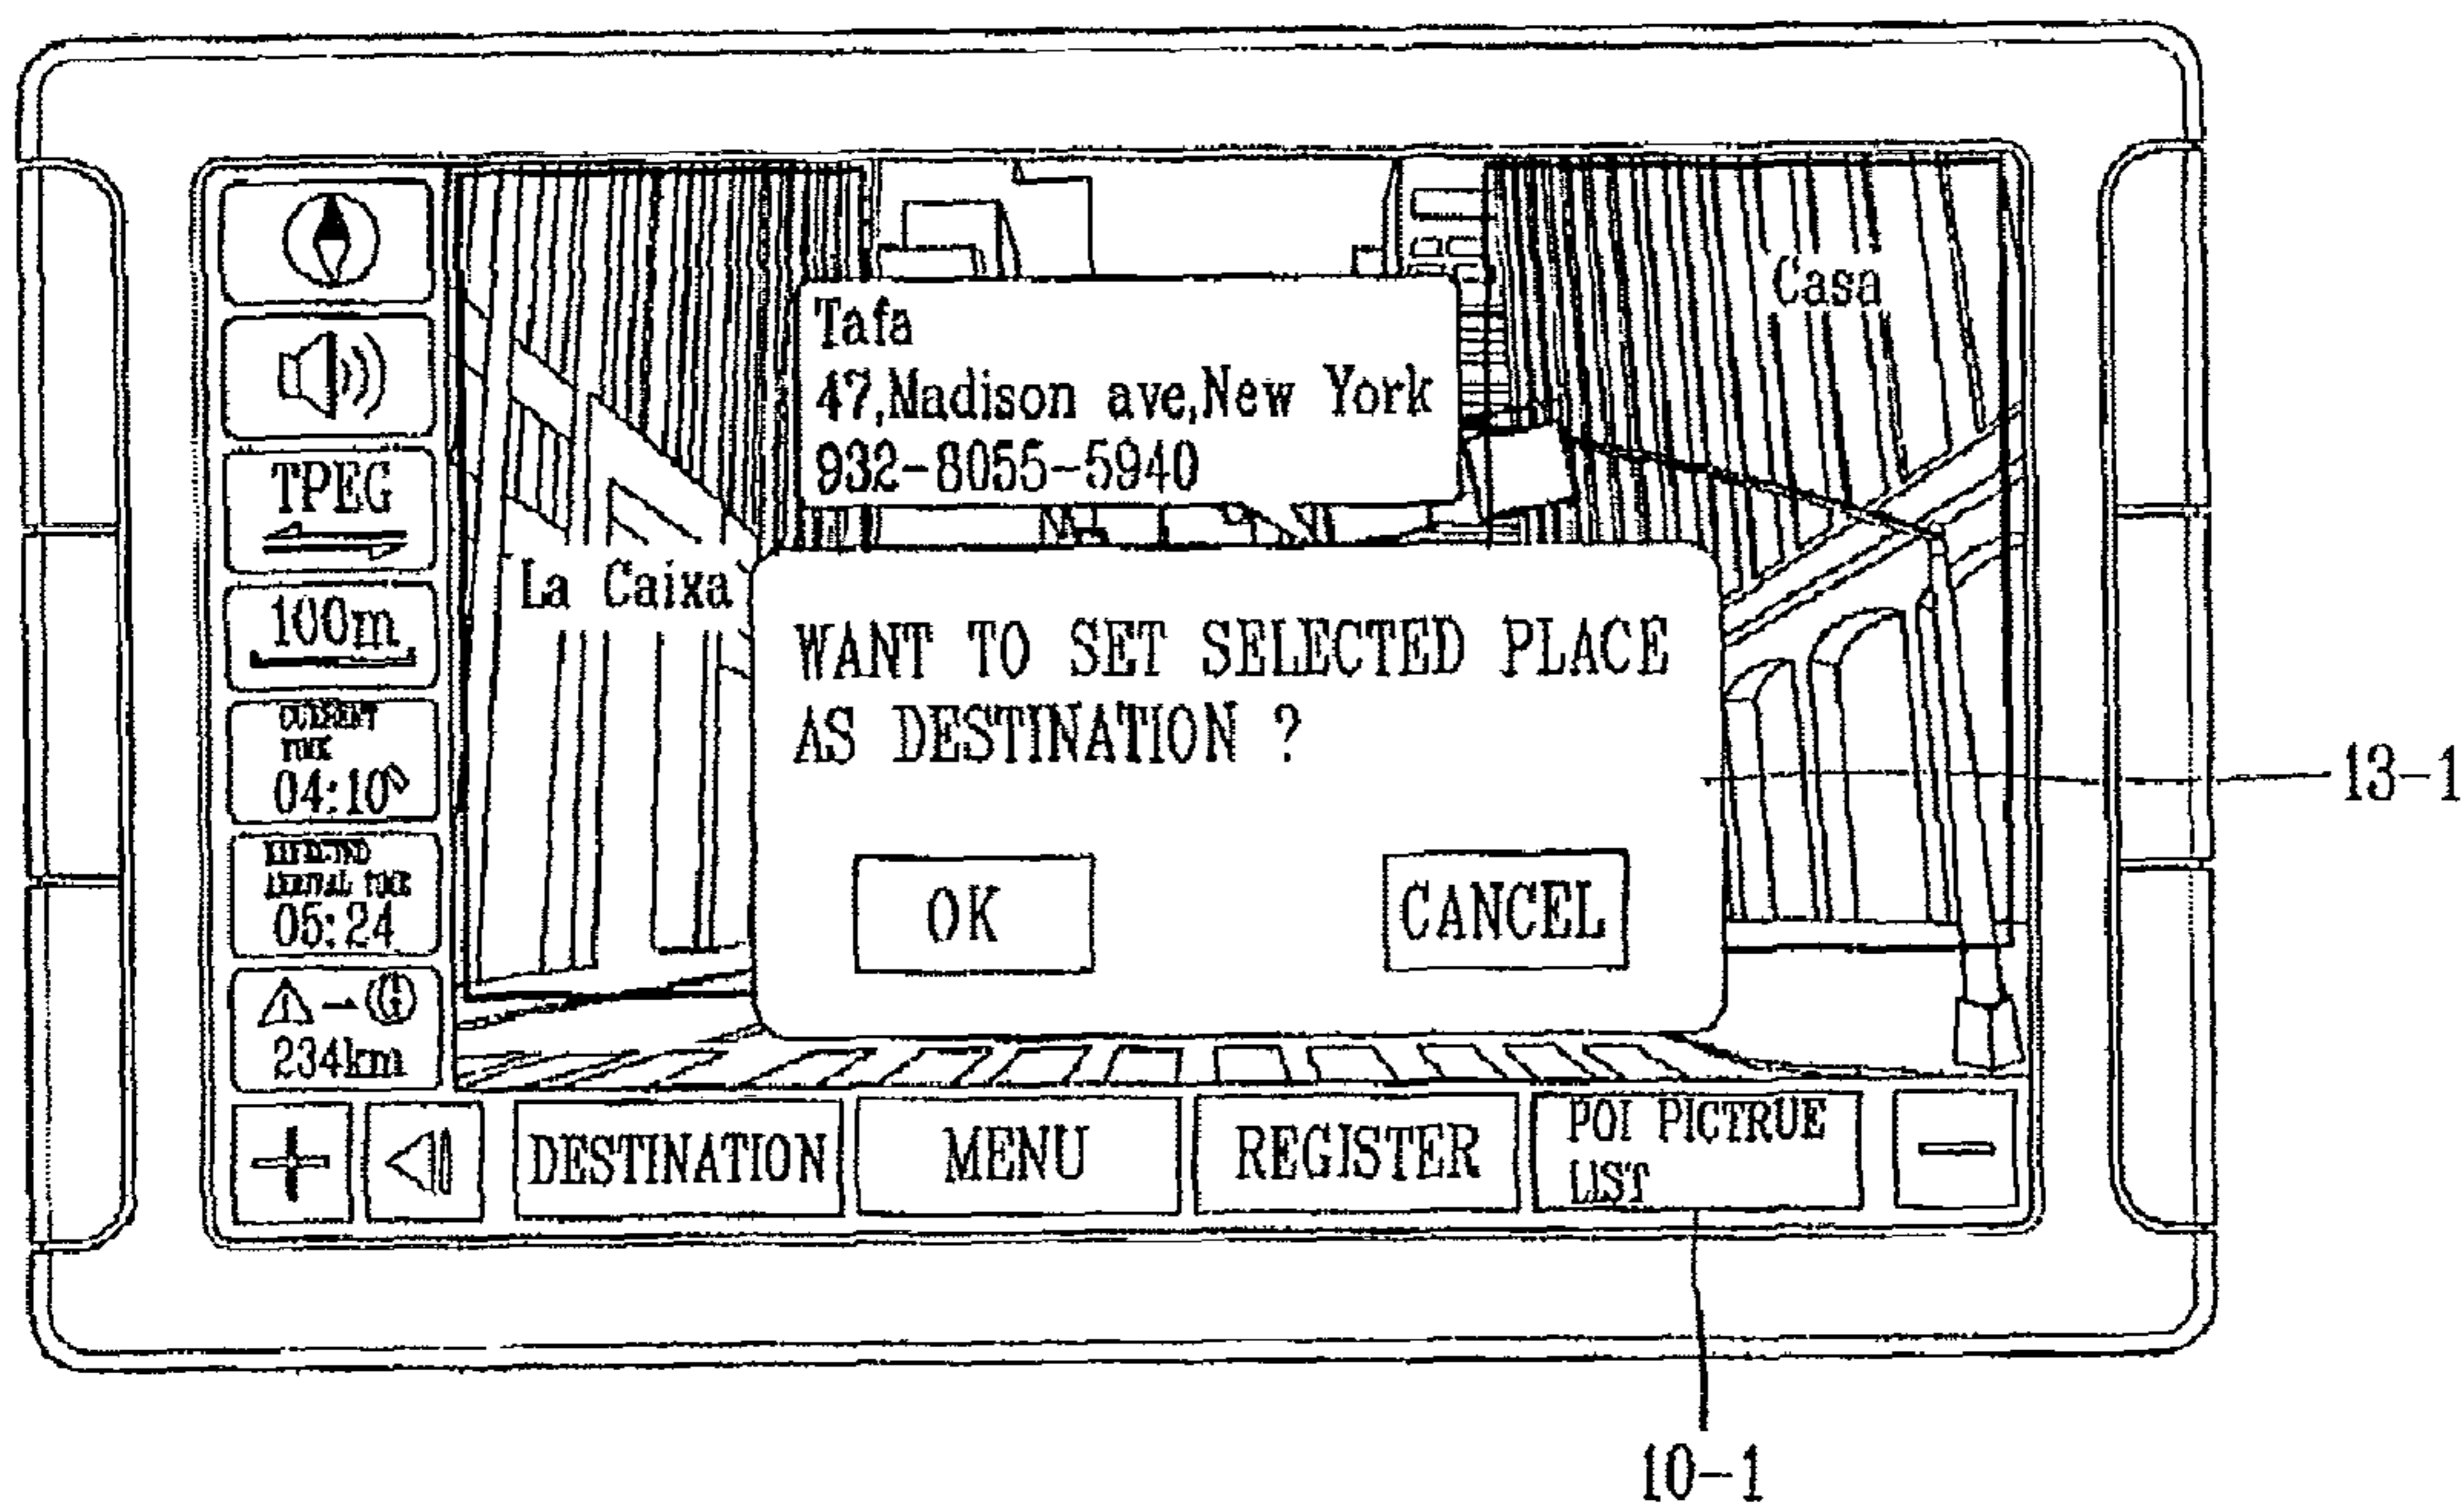 Casa
Tafa
47,Madison ave,New York
932-8055-5940
TPEG
La Caixa
100m
WANT TO SET SELECTED PLACE
AS DESTINATION ?
CURRENT
04:10
13-1
ARRIVAL
05:24
OK
CANCEL
234km
DESTINATION
MENU
REGISTER
POI PICTRUE
LIST
10-1